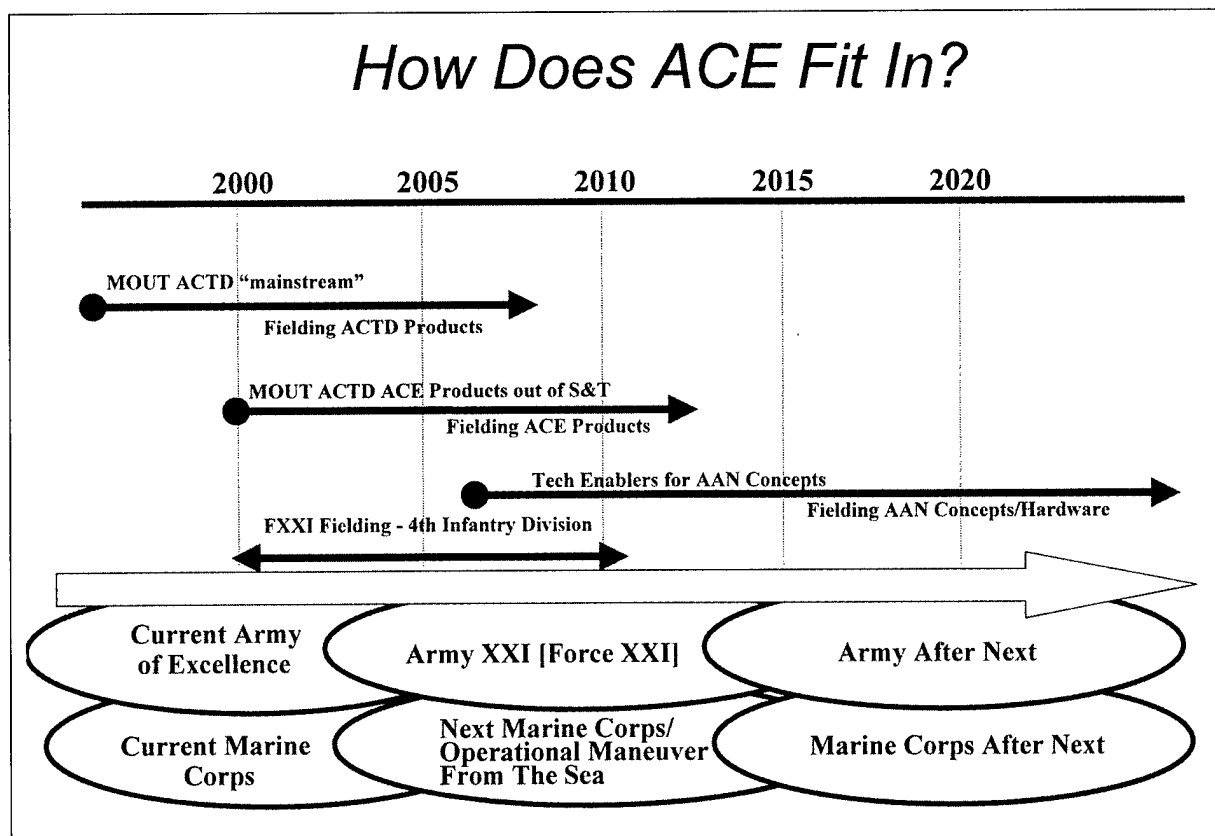 How Does ACE Fit In?
2000 2005 2010 2015 2020
MOUT ACTD “mainstream”
Fielding ACTD Products
MOUT ACTD ACE Products out of S&T
Fielding ACE Products
Tech Enablers for AAN Concepts
Fielding AAN Concepts/Hardware
FXXI Fielding - 4th Infantry Division
Current Army
of Excellence
Army XXI [Force XXI]
Army After Next
Current Marine
Corps
Next Marine Corps/
Operational Maneuver
From The Sea
Marine Corps After Next